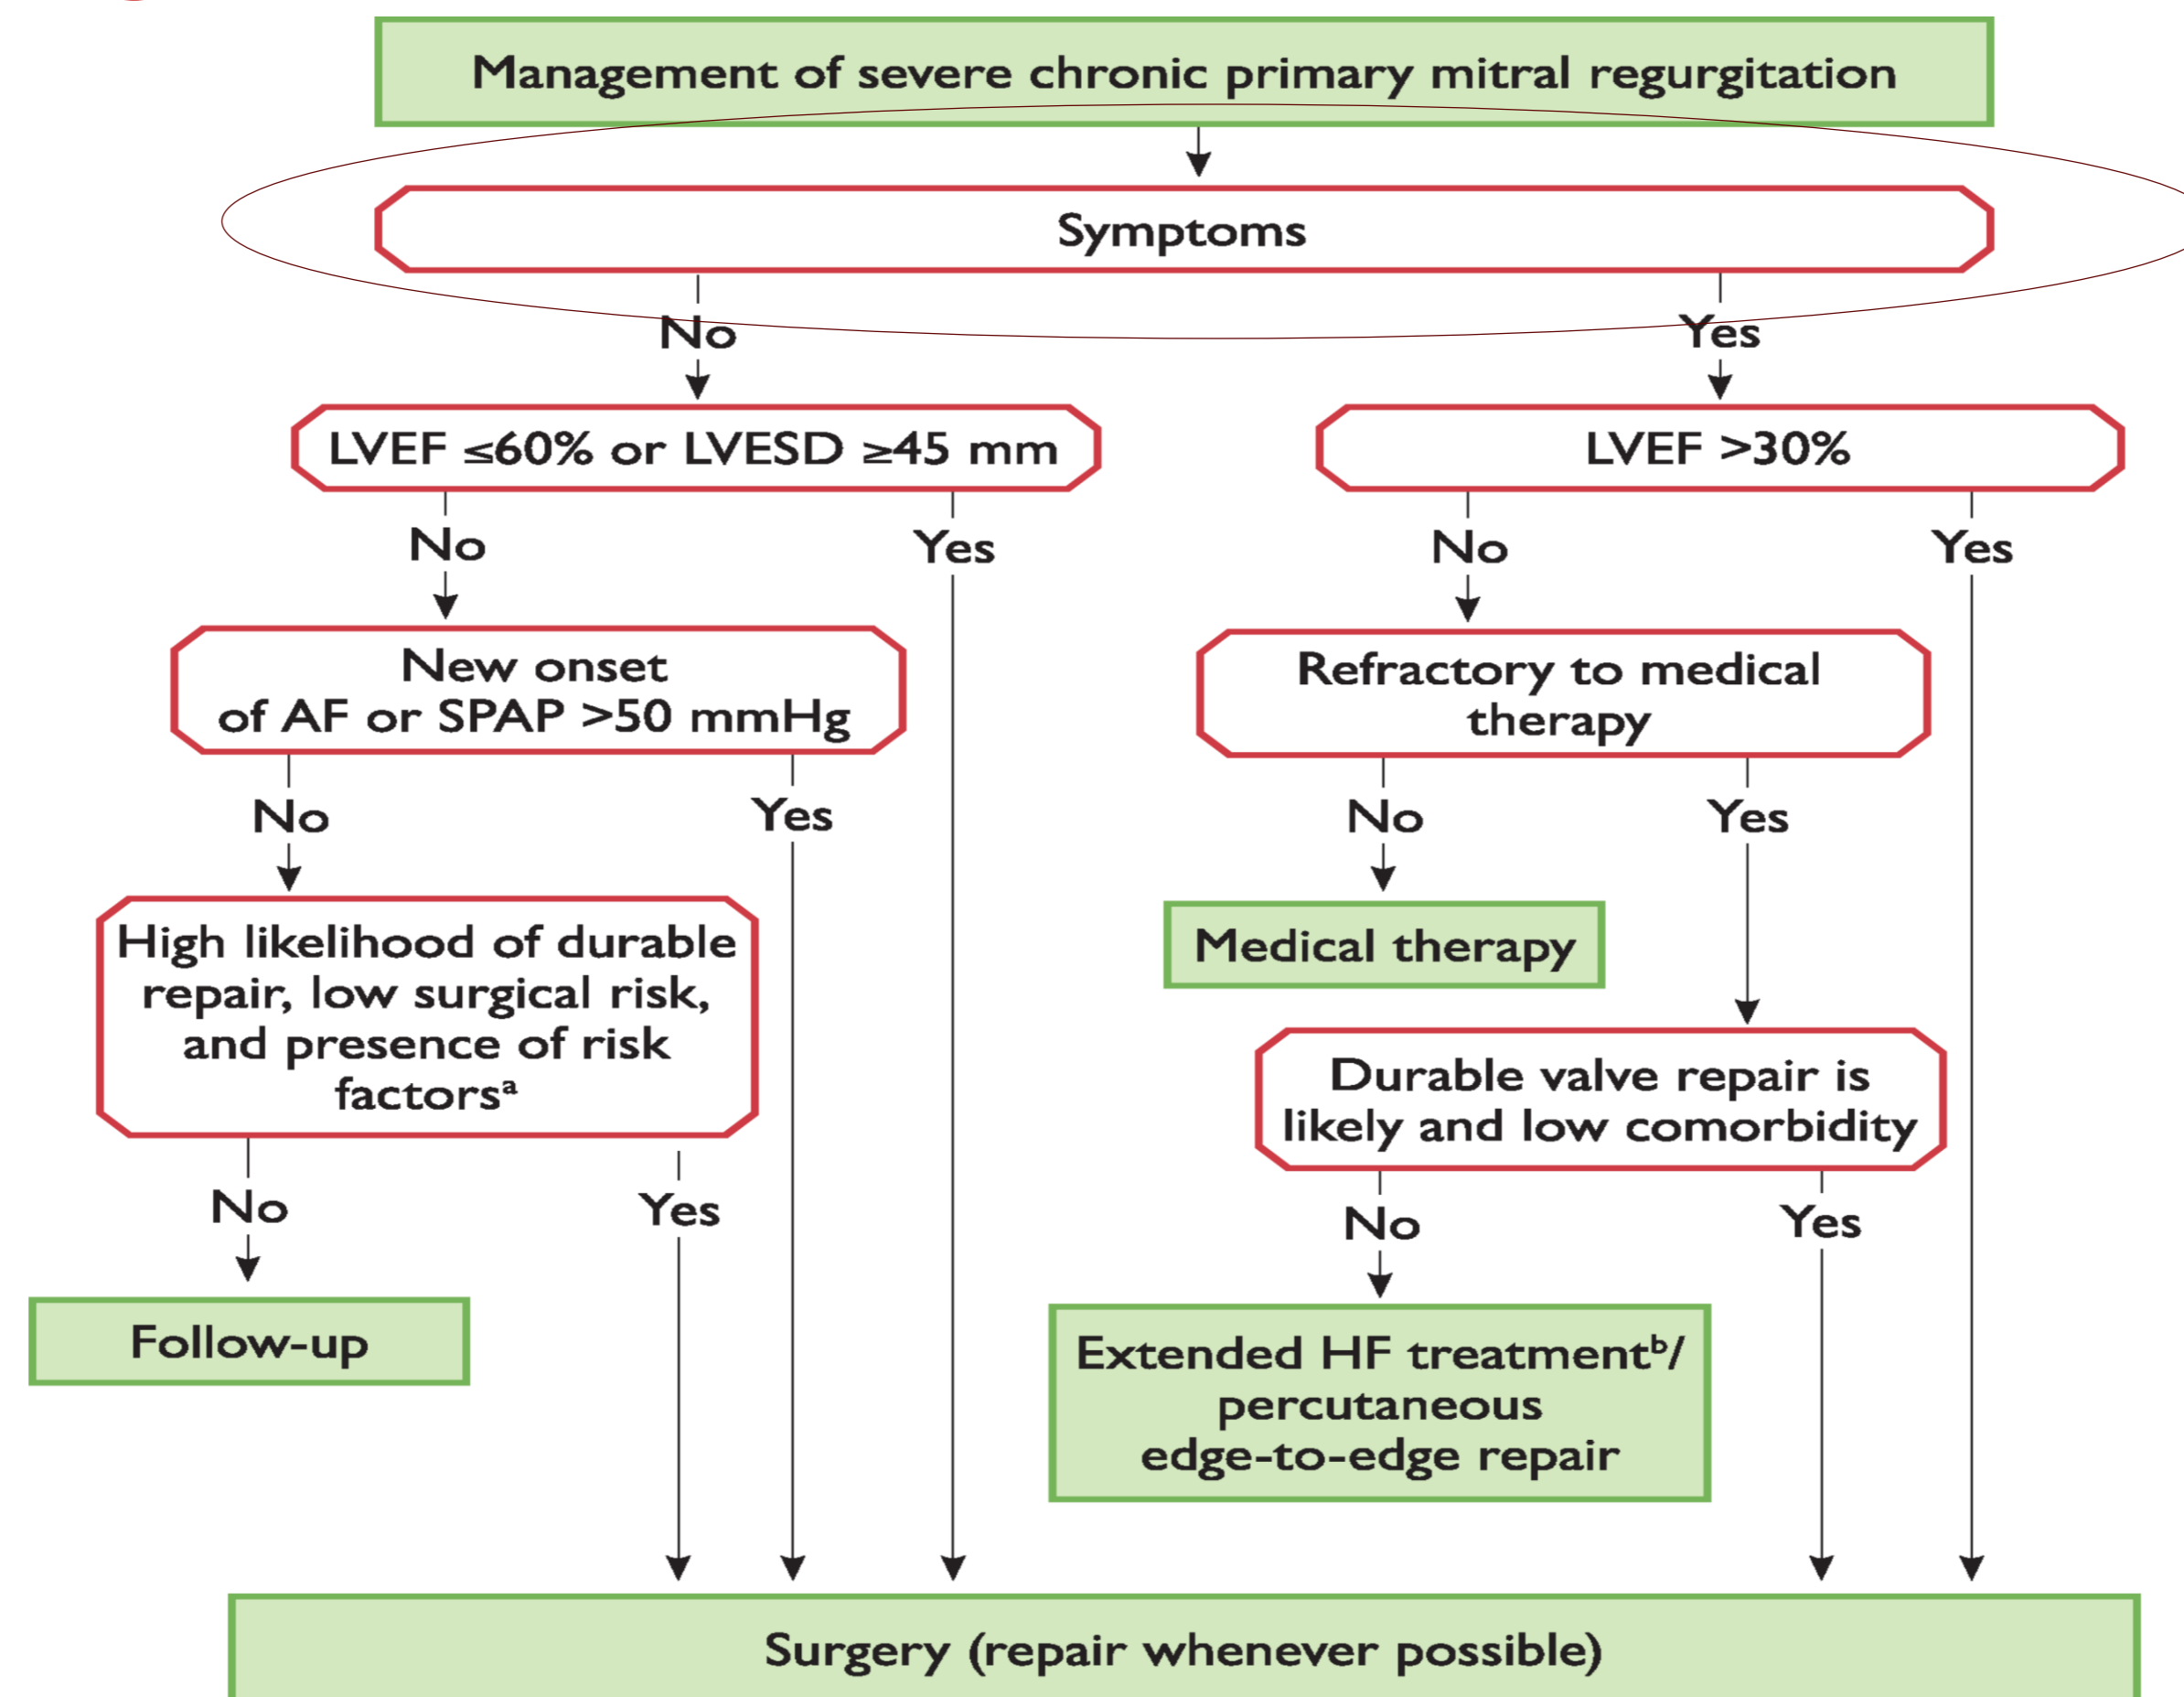 Management of severe chronic primary mitral regurgitation
Symptoms
No
Yes
LVEF ≤60% or LVESD ≥45 mm
LVEF >30%
No
Yes
No
Yes
New onset
of AF or SPAP >50 mmHg
Refractory to medical
therapy
No
Yes
No
Yes
High likelihood of durable
repair, low surgical risk,
and presence of risk
factorsᵃ
Medical therapy
Durable valve repair is
likely and low comorbidity
No
Yes
No
Yes
Follow-up
Extended HF treatmentᵇ/
percutaneous
edge-to-edge repair
Surgery (repair whenever possible)